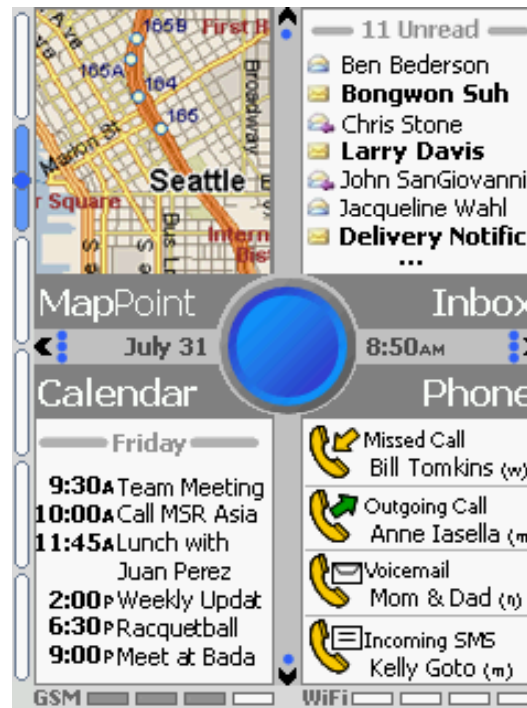 165B First H
165A
164
165
Broadway
Marion St
Seattle
r Square
Intern
Dist
Bus L
11 Unread
Ben Bederson
Bongwon Suh
Chris Stone
Larry Davis
John SanGiovanni
Jacqueline Wahl
Delivery Notific
...
MapPoint
Inbox
July 31
8:50AM
Calendar
Phone
Friday
9:30A Team Meeting
10:00A Call MSR Asia
11:45A Lunch with
Juan Perez
2:00P Weekly Updat
6:30P Racquetball
9:00P Meet at Bada
Missed Call
Bill Tomkins (w)
Outgoing Call
Anne Iasella (m
Voicemail
Mom & Dad (h)
Incoming SMS
Kelly Goto (m)
GSM
WiFi